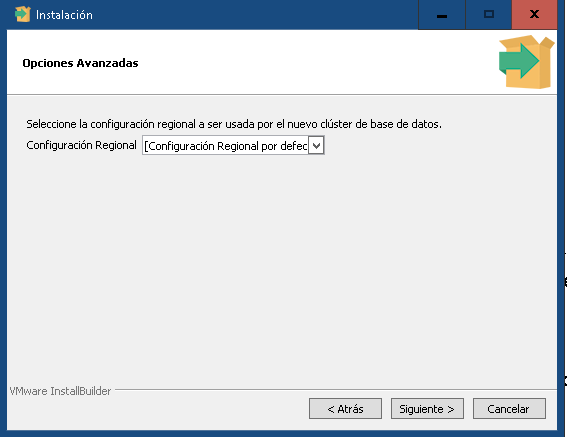 Instalación
Opciones Avanzadas
Seleccione la configuración regional a ser usada por el nuevo clúster de base de datos.
Configuración Regional [Configuración Regional por defec
VMware InstallBuilder
< Atrás Siguiente > Cancelar